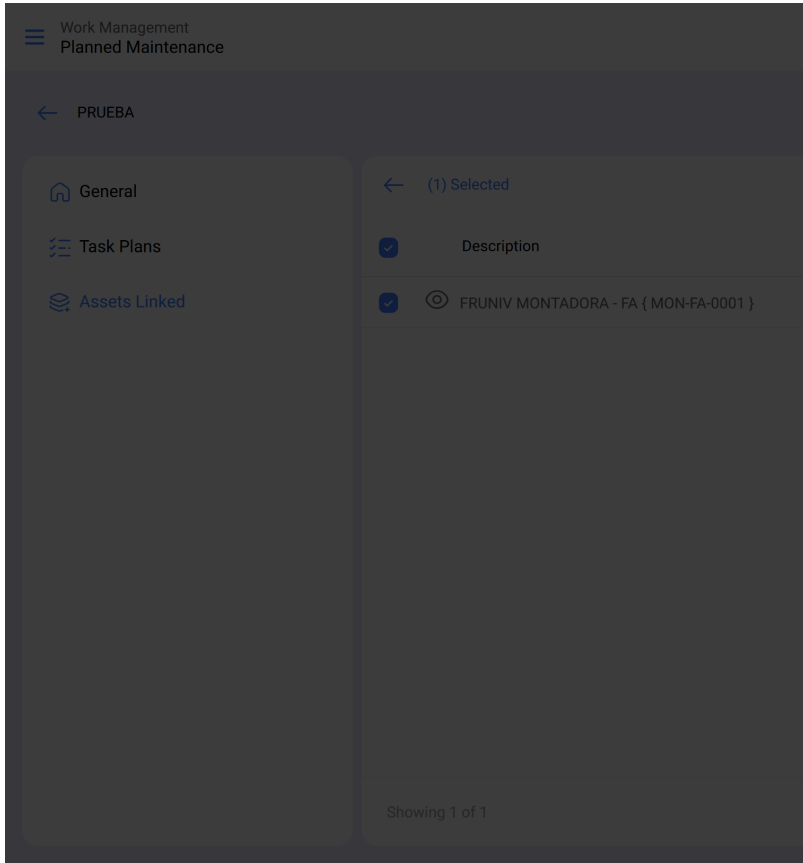 Work Management
Planned Maintenance
PRUEBA
General
Task Plans
Assets Linked
(1) Selected
Description
FRUNIV MONTADORA - FA { MON-FA-0001 }
Showing 1 of 1